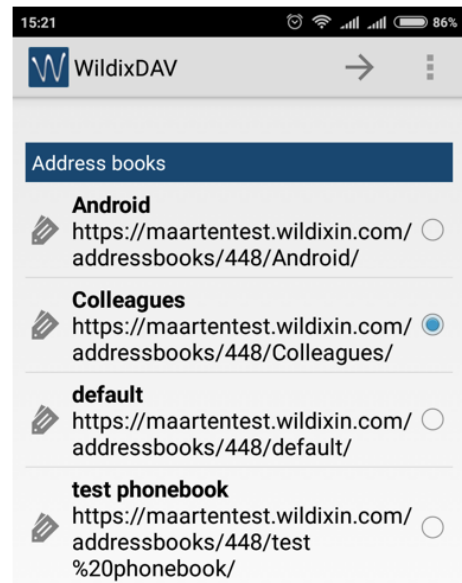 15:21 86%
WildixDAV
Address books
Android
https://maartentest.wildixin.com/
addressbooks/448/Android/
Colleagues
https://maartentest.wildixin.com/
addressbooks/448/Colleagues/
default
https://maartentest.wildixin.com/
addressbooks/448/default/
test phonebook
https://maartentest.wildixin.com/
addressbooks/448/test
%20phonebook/